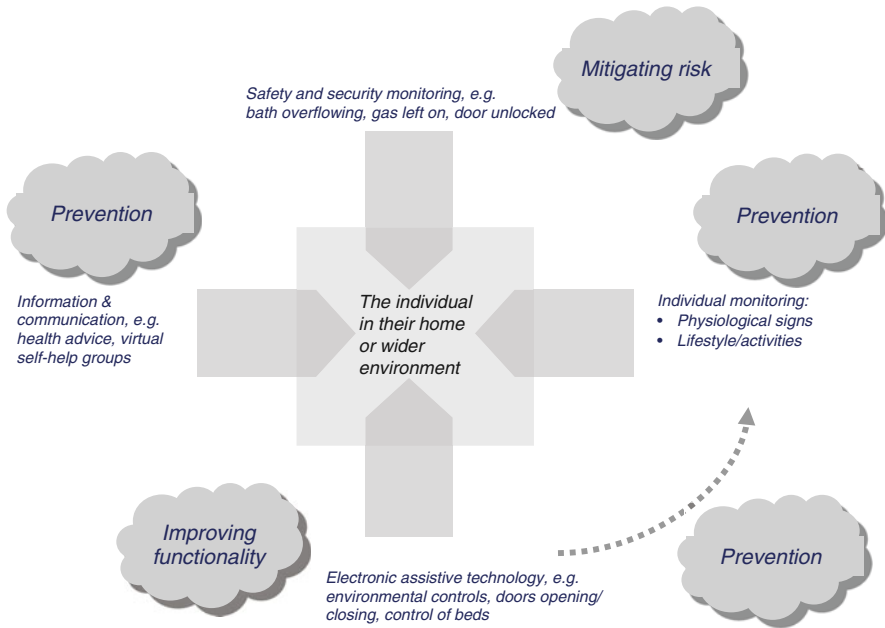 Mitigating risk
Safety and security monitoring, e.g.
bath overflowing, gas left on, door unlocked
Prevention
Prevention
Information &
communication, e.g.
health advice, virtual
self-help groups
The individual
in their home
or wider
environment
Individual monitoring:
• Physiological signs
• Lifestyle/activities
Improving
functionality
Electronic assistive technology, e.g.
environmental controls, doors opening/
closing, control of beds
Prevention